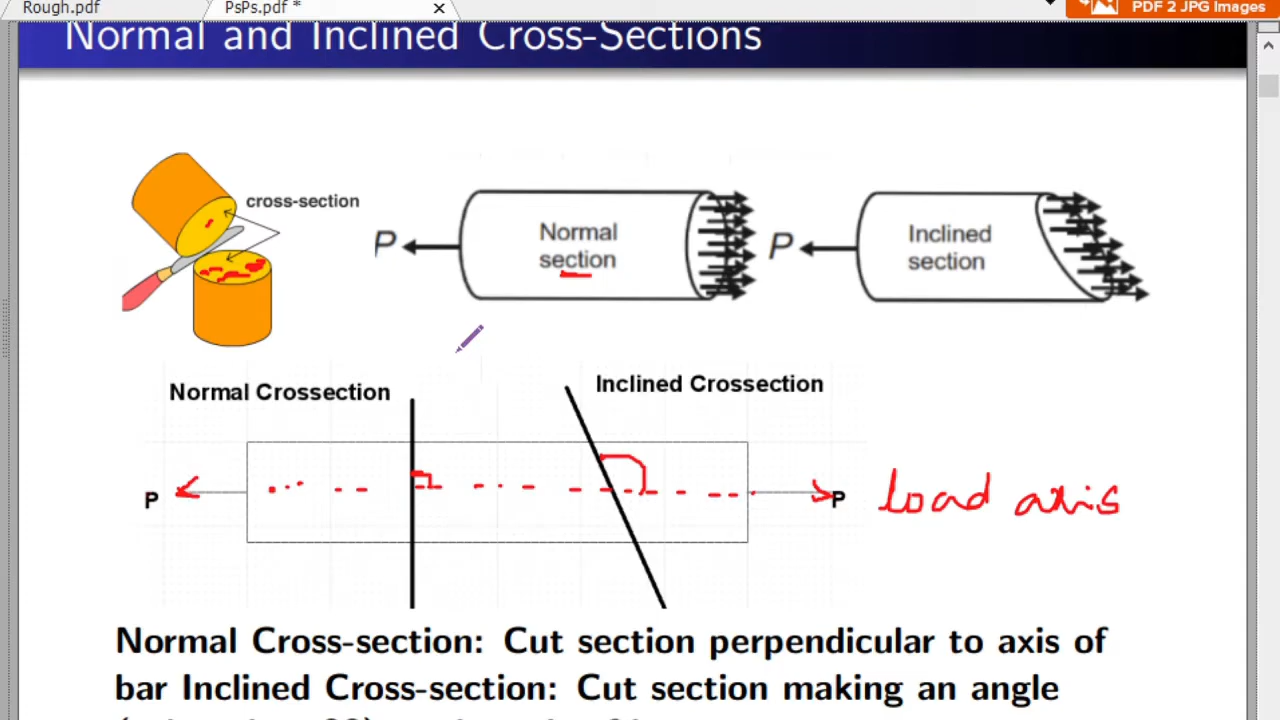 Rough.pdf
PsPs.pdf *
PDF 2 JPG Images
Normal and Inclined Cross-Sections
cross-section
P
Normal
section
P
Inclined
section
Normal Crossection
Inclined Crossection
P
P
load axis
Normal Cross-section: Cut section perpendicular to axis of
bar Inclined Cross-section: Cut section making an angle